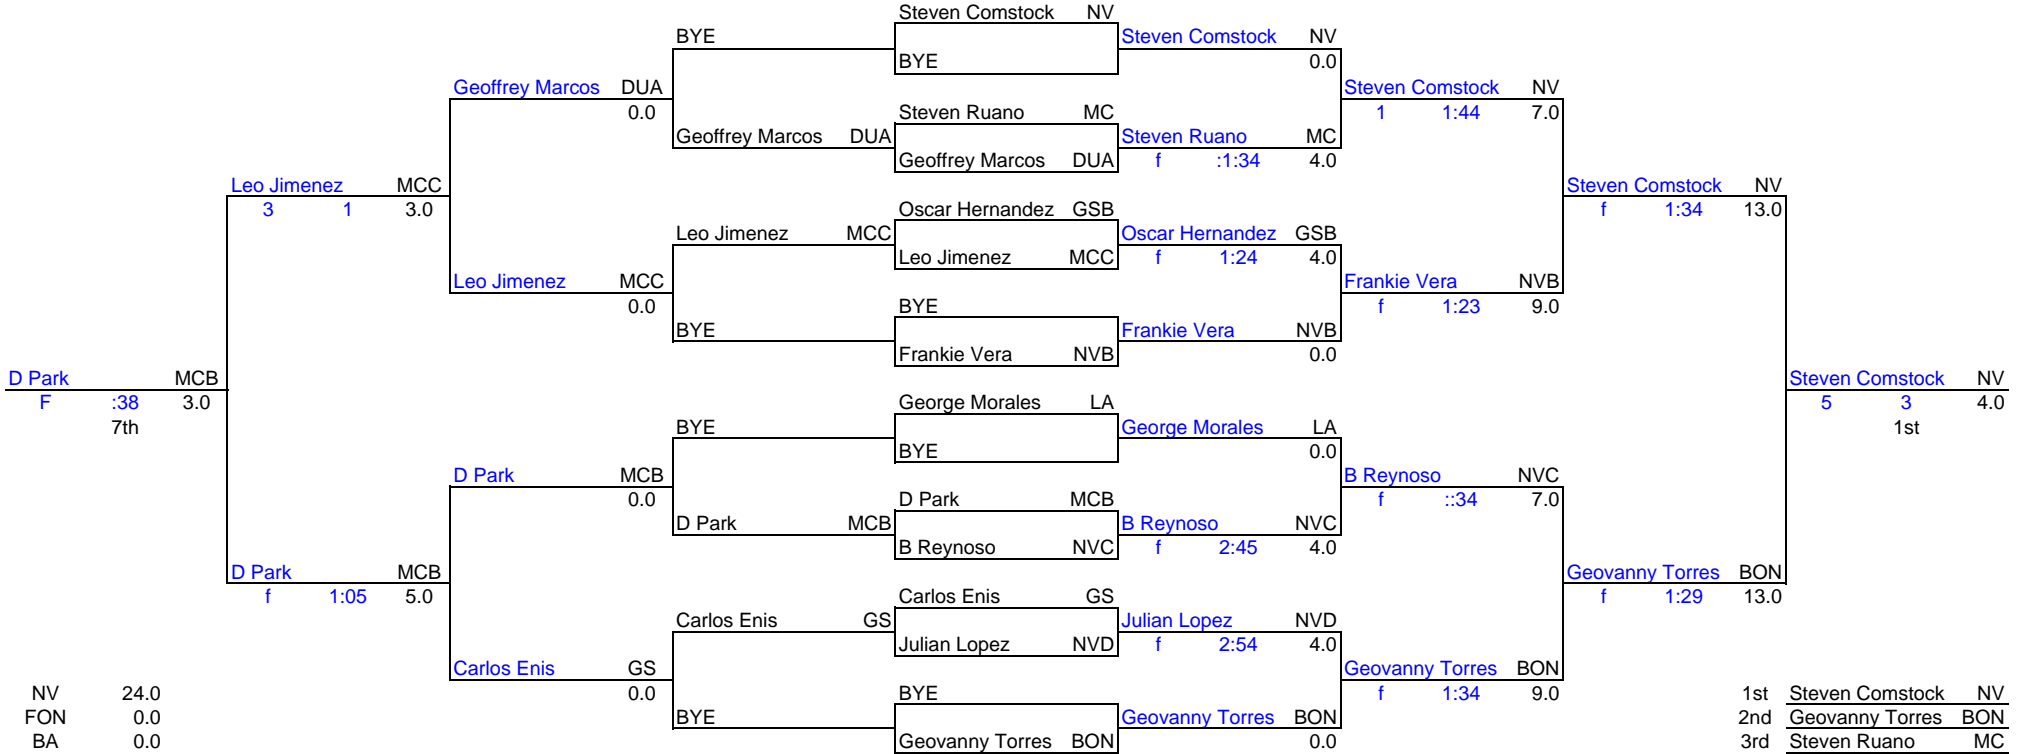 Steven Comstock NV
BYE Steven Comstock NV
BYE 0.0
Geoffrey Marcos DUA Steven Comstock NV
0.0 Steven Ruano MC 1 1:44 7.0
Geoffrey Marcos DUA Steven Ruano MC
Geoffrey Marcos DUA f :1:34 4.0
Leo Jimenez MCC Steven Comstock NV
3 1 3.0 Oscar Hernandez GSB f 1:34 13.0
Leo Jimenez MCC Oscar Hernandez GSB
Leo Jimenez MCC f 1:24 4.0
Leo Jimenez MCC Frankie Vera NVB
0.0 BYE f 1:23 9.0
BYE Frankie Vera NVB
Frankie Vera NVB 0.0
D Park MCB Steven Comstock NV
F :38 3.0 George Morales LA 5 3 4.0
7th BYE George Morales LA 1st
BYE 0.0
D Park MCB B Reynoso NVC
0.0 D Park MCB f ::34 7.0
D Park MCB B Reynoso NVC
B Reynoso NVC f 2:45 4.0
D Park MCB Geovanny Torres BON
f 1:05 5.0 Carlos Enis GS f 1:29 13.0
Carlos Enis GS Julian Lopez NVD
Julian Lopez NVD f 2:54 4.0
Carlos Enis GS Geovanny Torres BON
NV 24.0 0.0 BYE f 1:34 9.0 1st Steven Comstock NV
FON 0.0 BYE Geovanny Torres BON 2nd Geovanny Torres BON
BA 0.0 Geovanny Torres BON 0.0 3rd Steven Ruano MC